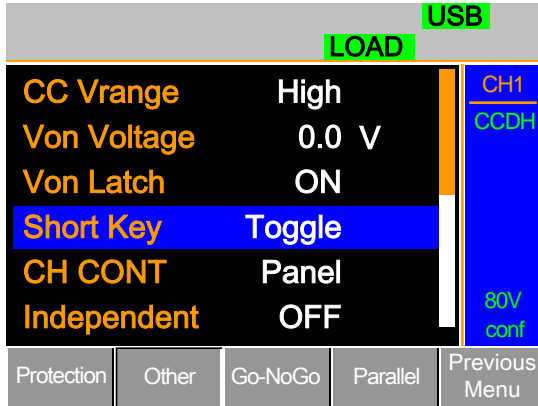 USB
LOAD
CC Vrange High
Von Voltage 0.0 V
Von Latch ON
Short Key Toggle
CH CONT Panel
Independent OFF
CH1
CCDH
80V
conf
Protection Other Go-NoGo Parallel Previous
Menu